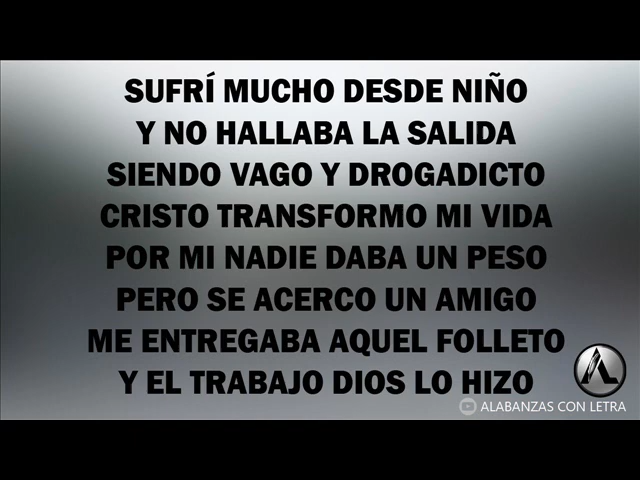 SUFRÍ MUCHO DESDE NIÑO
Y NO HALLABA LA SALIDA
SIENDO VAGO Y DROGADICTO
CRISTO TRANSFORMO MI VIDA
POR MI NADIE DABA UN PESO
PERO SE ACERCO UN AMIGO
ME ENTREGABA AQUEL FOLLETO
Y EL TRABAJO DIOS LO HIZO
ALABANZAS CON LETRA